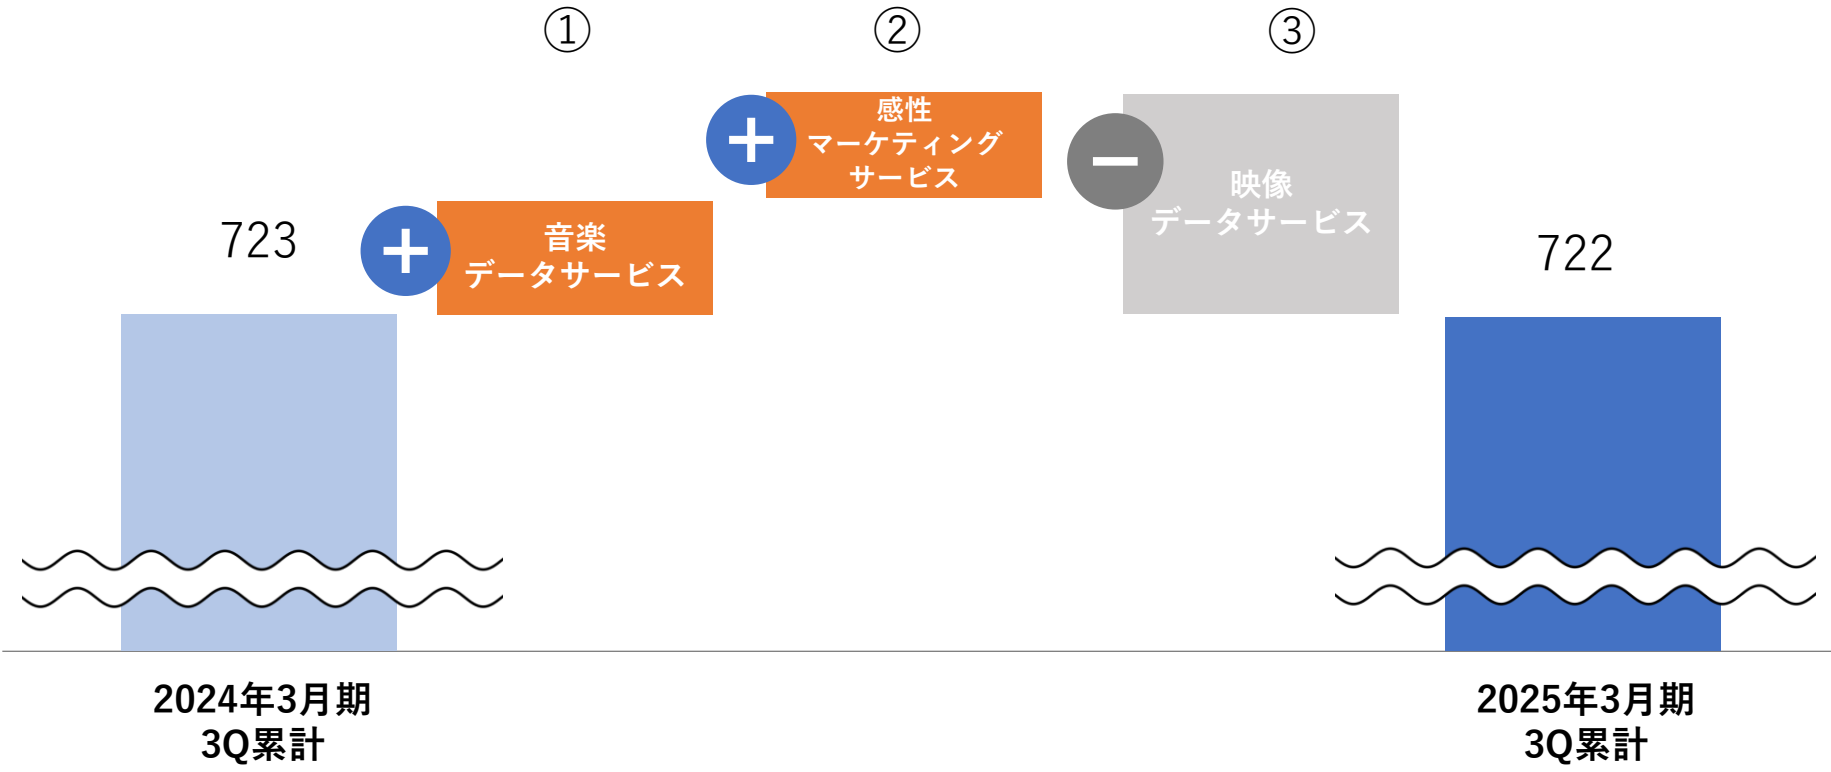 ①
②
③
感性
マーケティング
サービス
映像
データサービス
音楽
データサービス
723
722
2024年3月期
3Q累計
2025年3月期
3Q累計